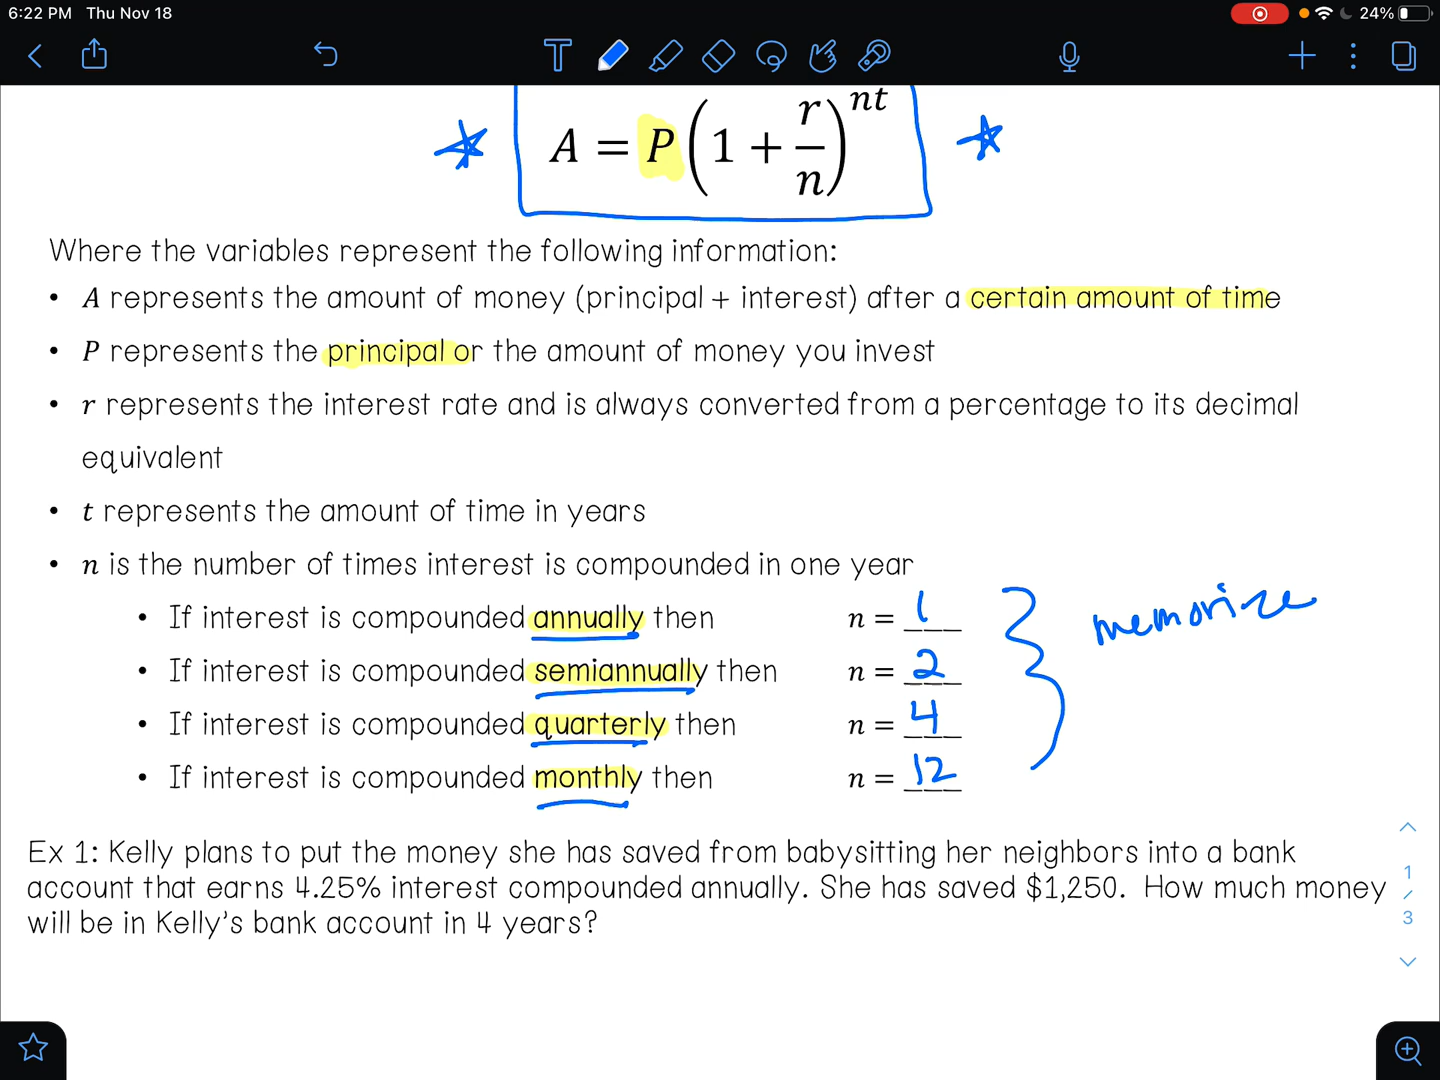 6:22 PM Thu Nov 18 24%
A = P(1 + r/n)^nt
Where the variables represent the following information:
• A represents the amount of money (principal + interest) after a certain amount of time
• P represents the principal or the amount of money you invest
• r represents the interest rate and is always converted from a percentage to its decimal
equivalent
• t represents the amount of time in years
• n is the number of times interest is compounded in one year
• If interest is compounded annually then n = 1
• If interest is compounded semiannually then n = 2
• If interest is compounded quarterly then n = 4
• If interest is compounded monthly then n = 12
memorize
Ex 1: Kelly plans to put the money she has saved from babysitting her neighbors into a bank
account that earns 4.25% interest compounded annually. She has saved $1,250. How much money
will be in Kelly's bank account in 4 years?
1
/
3